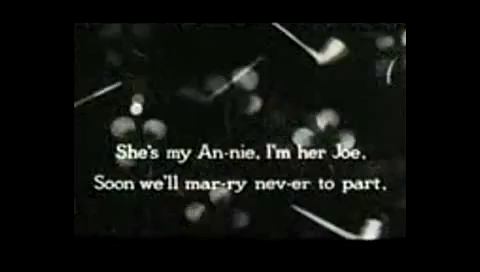 She's my An-nie, I'm her Joe.
Soon we'll mar-ry nev-er to part,